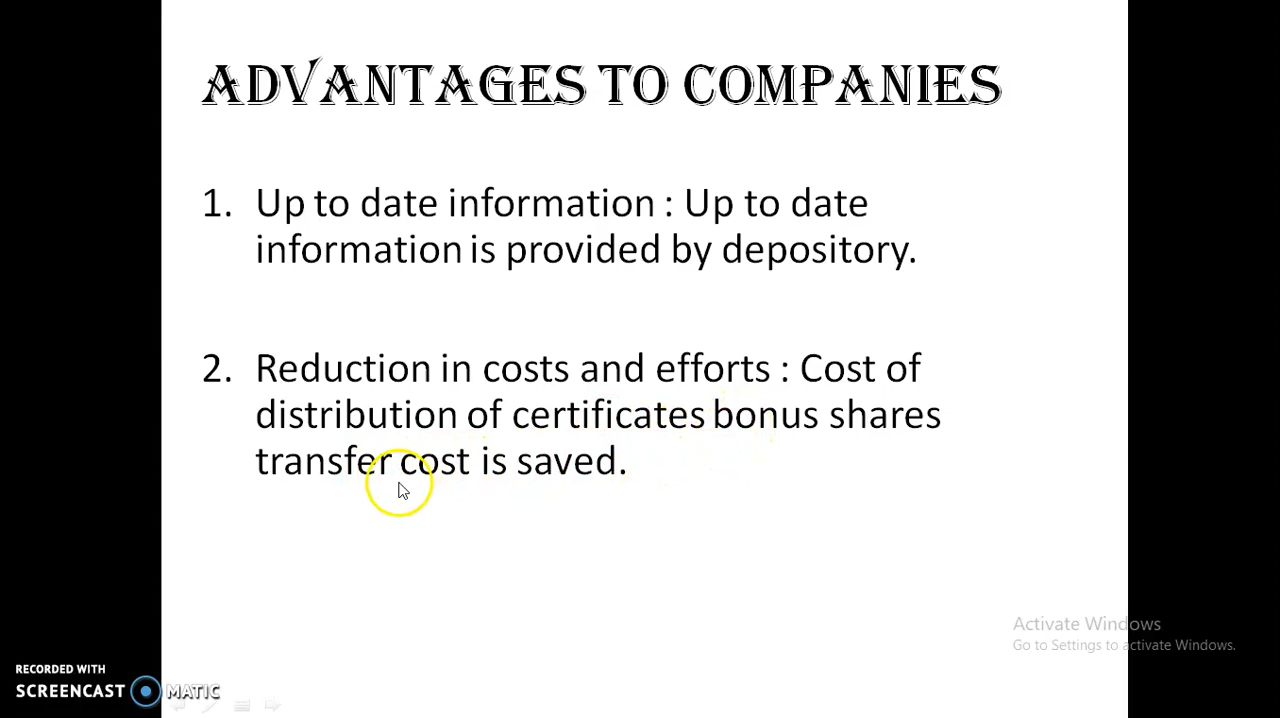 ADVANTAGES TO COMPANIES
1. Up to date information : Up to date
information is provided by depository.
2. Reduction in costs and efforts : Cost of
distribution of certificates bonus shares
transfer cost is saved.
Activate Windows
Go to Settings to activate Windows.
RECORDED WITH
SCREENCAST MATIC